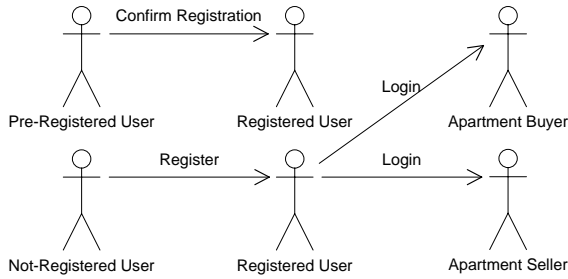 Confirm Registration
Pre-Registered User
Registered User
Login
Apartment Buyer
Register
Login
Not-Registered User
Registered User
Apartment Seller